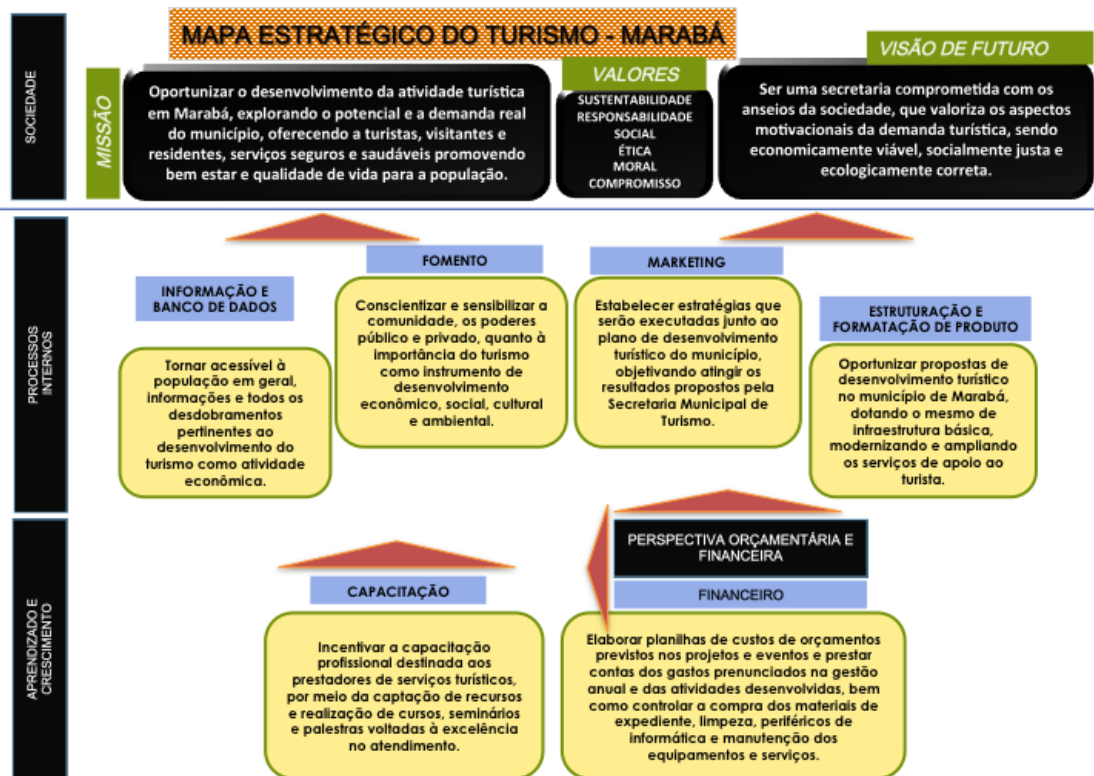 MAPA ESTRATÉGICO DO TURISMO - MARABÁ
SOCIEDADE
MISSÃO
Oportunizar o desenvolvimento da atividade turística
em Marabá, explorando o potencial e a demanda real
do município, oferecendo a turistas, visitantes e
residentes, serviços seguros e saudáveis promovendo
bem estar e qualidade de vida para a população.
VALORES
SUSTENTABILIDADE
RESPONSABILIDADE
SOCIAL
ÉTICA
MORAL
COMPROMISSO
VISÃO DE FUTURO
Ser uma secretaria comprometida com os
anseios da sociedade, que valoriza os aspectos
motivacionais da demanda turística, sendo
economicamente viável, socialmente justa e
ecologicamente correta.
PROCESSOS
INTERNOS
INFORMAÇÃO E
BANCO DE DADOS
Tornar acessível à
população em geral,
informações e todos os
desdobramentos
pertinentes ao
desenvolvimento do
turismo como atividade
econômica.
FOMENTO
Conscientizar e sensibilizar a
comunidade, os poderes
público e privado, quanto à
importância do turismo
como instrumento de
desenvolvimento
econômico, social, cultural
e ambiental.
MARKETING
Estabelecer estratégias que
serão executadas junto ao
plano de desenvolvimento
turístico do município,
objetivando atingir os
resultados propostos pela
Secretaria Municipal de
Turismo.
ESTRUTURAÇÃO E
FORMATAÇÃO DE PRODUTO
Oportunizar propostas de
desenvolvimento turístico
no município de Marabá,
dotando o mesmo de
infraestrutura básica,
modernizando e ampliando
os serviços de apoio ao
turista.
APRENDIZADO E
CRESCIMENTO
CAPACITAÇÃO
Incentivar a capacitação
profissional destinada aos
prestadores de serviços turísticos,
por meio da captação de recursos
e realização de cursos, seminários
e palestras voltadas à excelência
no atendimento.
PERSPECTIVA ORÇAMENTÁRIA E
FINANCEIRA
FINANCEIRO
Elaborar planilhas de custos de orçamentos
previstos nos projetos e eventos e prestar
contas dos gastos prenunciados na gestão
anual e das atividades desenvolvidas, bem
como controlar a compra dos materiais de
expediente, limpeza, periféricos de
informática e manutenção dos
equipamentos e serviços.